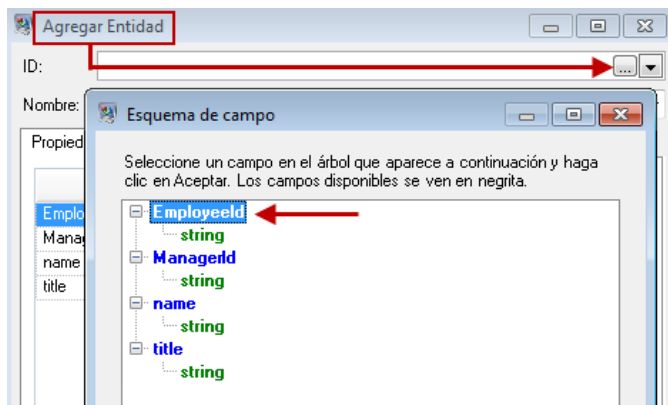 Agregar Entidad
ID:
...
Nombre:
Esquema de campo
Propied
Seleccione un campo en el árbol que aparece a continuación y haga
clic en Aceptar. Los campos disponibles se ven en negrita.
Emplo
Manag
name
title
EmployeeId
string
ManagerId
string
name
string
title
string